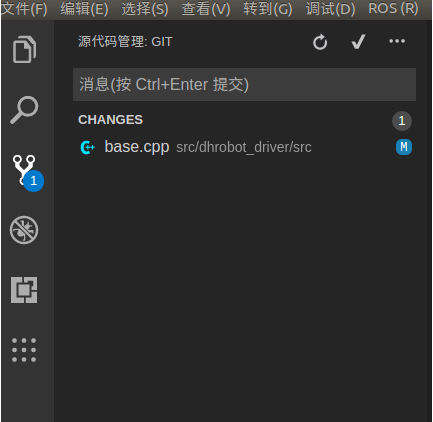 文件(F) 编辑(E) 选择(S) 查看(V) 转到(G) 调试(D) ROS (R)
源代码管理: GIT
消息(按 Ctrl+Enter 提交)
CHANGES 1
base.cpp src/dhrobot_driver/src M
1